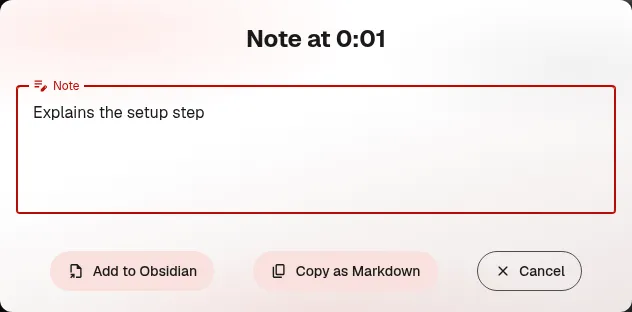 Note at 0:01
Note
Explains the setup step
Add to Obsidian
Copy as Markdown
Cancel